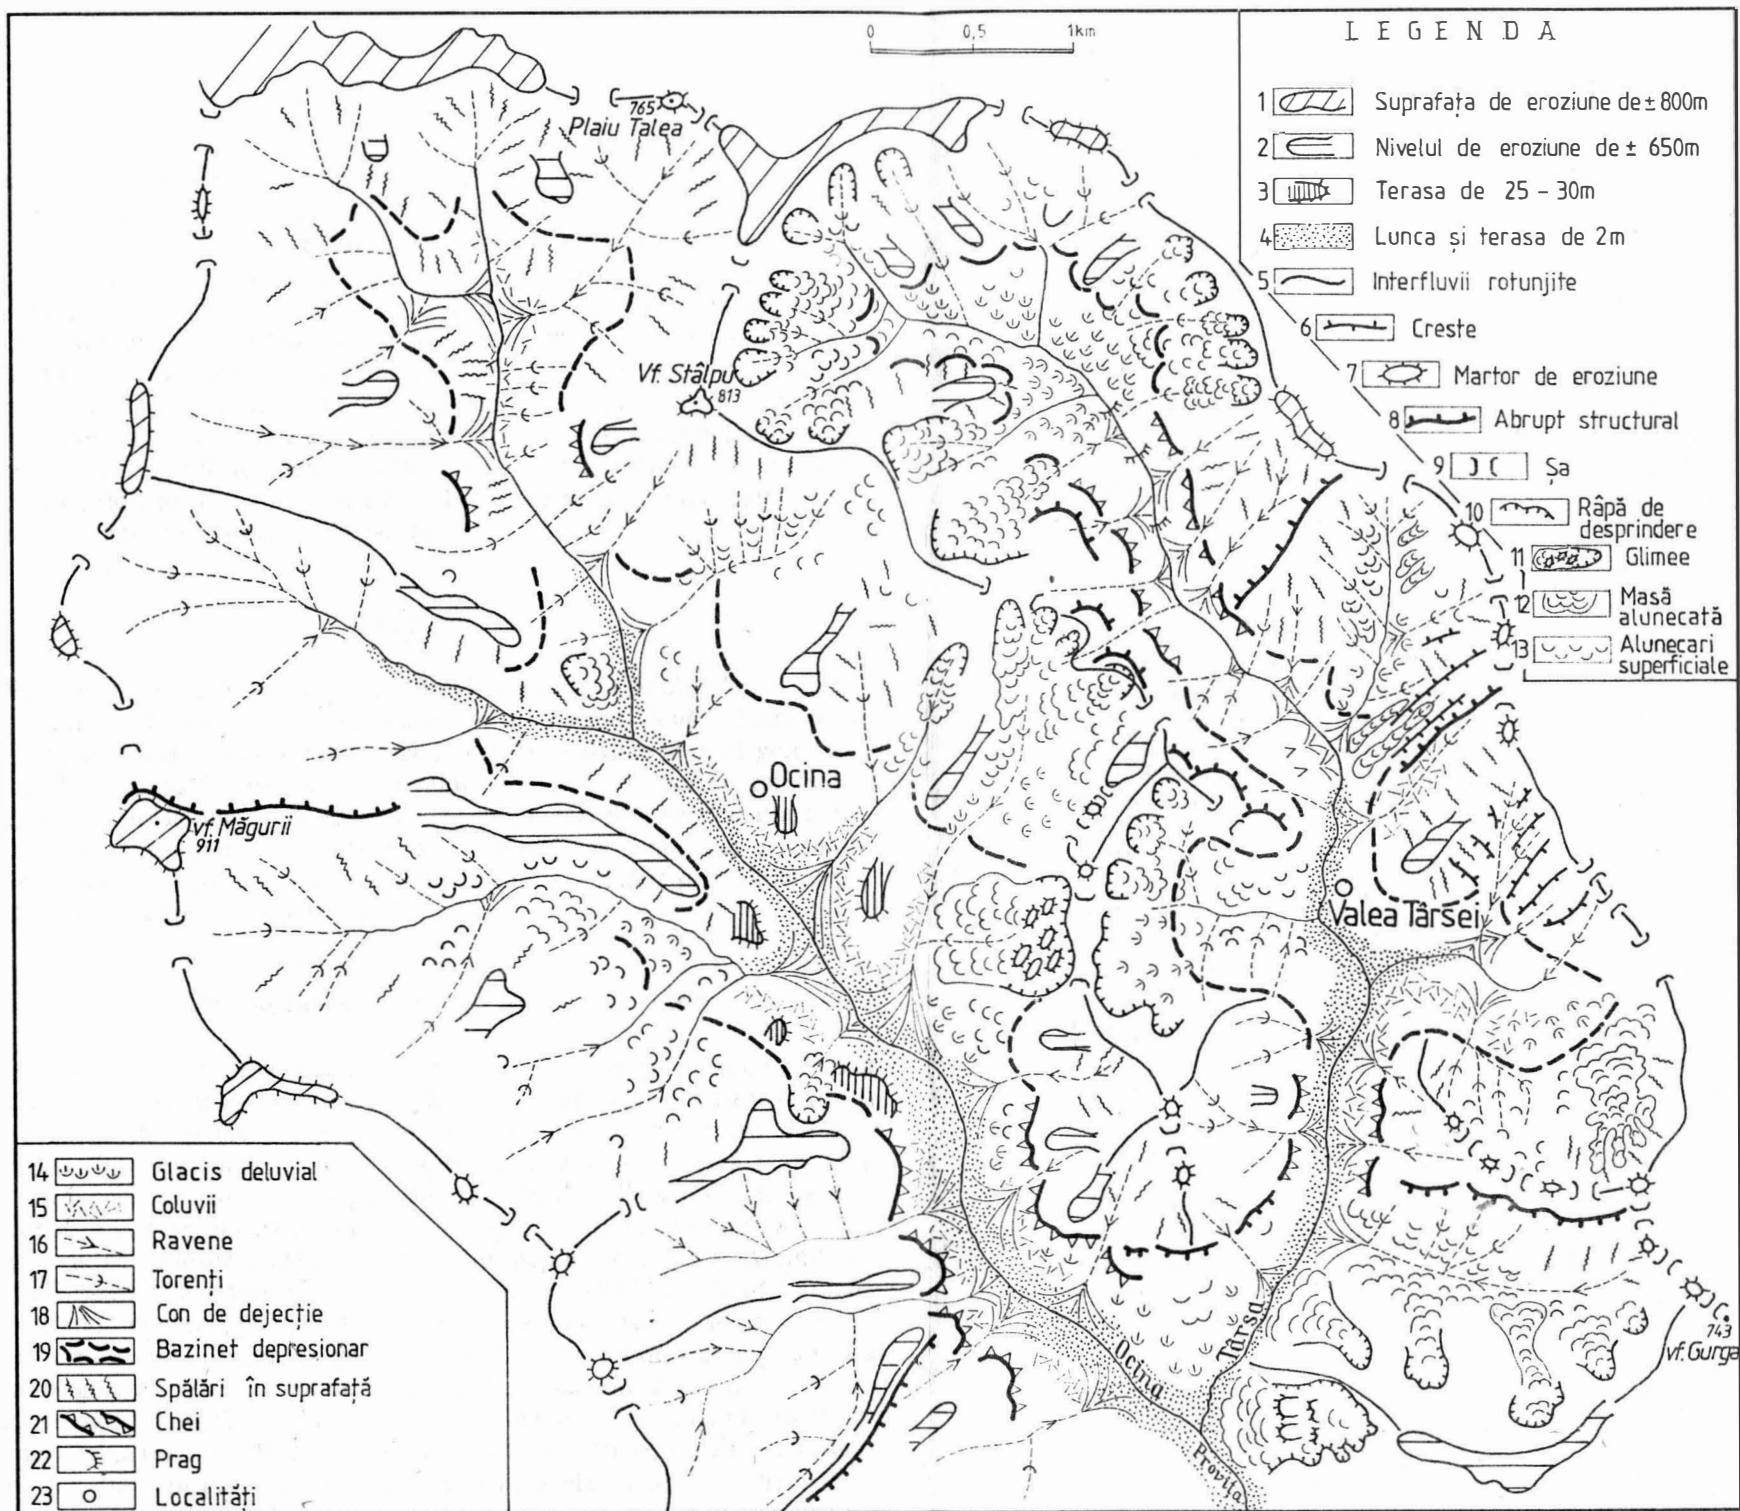 0 0,5 1km
LEGENDA
1 Suprafața de eroziune de ± 800m
2 Nivelul de eroziune de ± 650m
3 Terasa de 25 – 30m
4 Lunca și terasa de 2m
5 Interfluvii rotunjite
6 Creste
7 Martor de eroziune
8 Abrupt structural
9 Șa
10 Râpă de
desprindere
11 Glimee
12 Masă
alunecată
13 Alunecari
superficiale
765
Plaiu Talea
Vf. Stâlpu
813
Ocina
vf. Măgurii
911
Valea Târsei
Ocina
Târsa
Provița
743
vf. Gurga
14 Glacis deluvial
15 Coluvii
16 Ravene
17 Torenți
18 Con de dejecție
19 Bazinet depresionar
20 Spălări în suprafață
21 Chei
22 Prag
23 Localități